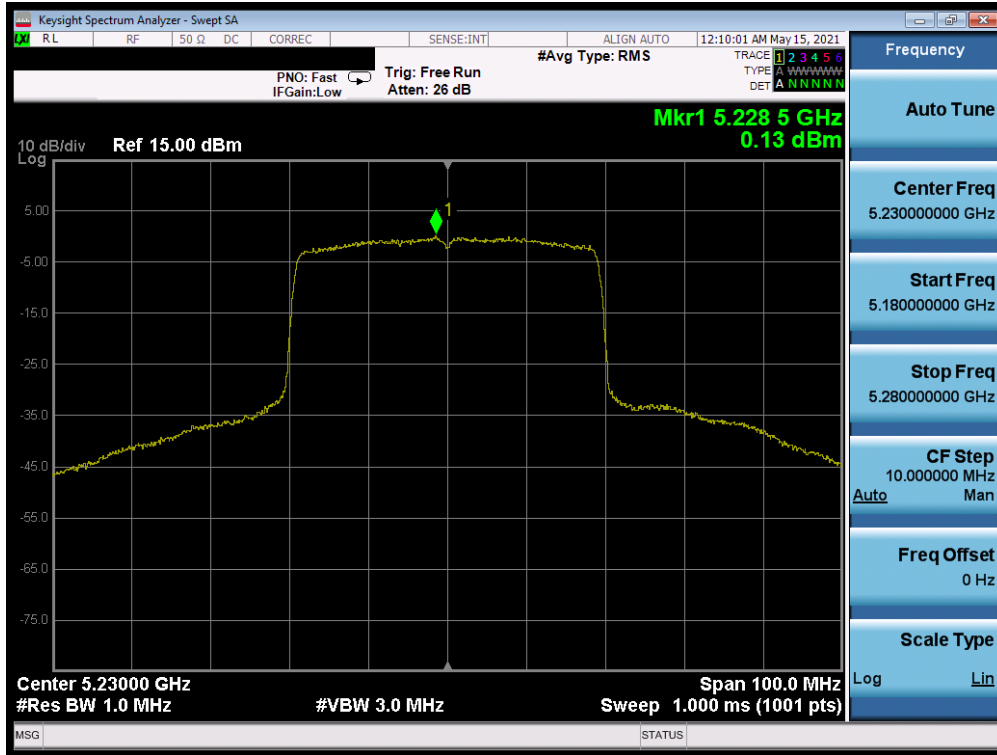 Keysight Spectrum Analyzer - Swept SA
LXI RL RF 50 Ω DC CORREC SENSE:INT ALIGN AUTO 12:10:01 AM May 15, 2021
PNO: Fast Trig: Free Run #Avg Type: RMS TRACE 1 2 3 4 5 6
IFGain:Low Atten: 26 dB TYPE A WWWWW
DET A N N N N N
Mkr1 5.228 5 GHz
0.13 dBm
10 dB/div Ref 15.00 dBm
Log
1
5.00
-5.00
-15.0
-25.0
-35.0
-45.0
-55.0
-65.0
-75.0
Center 5.23000 GHz Span 100.0 MHz
#Res BW 1.0 MHz #VBW 3.0 MHz Sweep 1.000 ms (1001 pts)
MSG STATUS
Frequency
Auto Tune
Center Freq
5.230000000 GHz
Start Freq
5.180000000 GHz
Stop Freq
5.280000000 GHz
CF Step
10.000000 MHz
Auto Man
Freq Offset
0 Hz
Scale Type
Log Lin